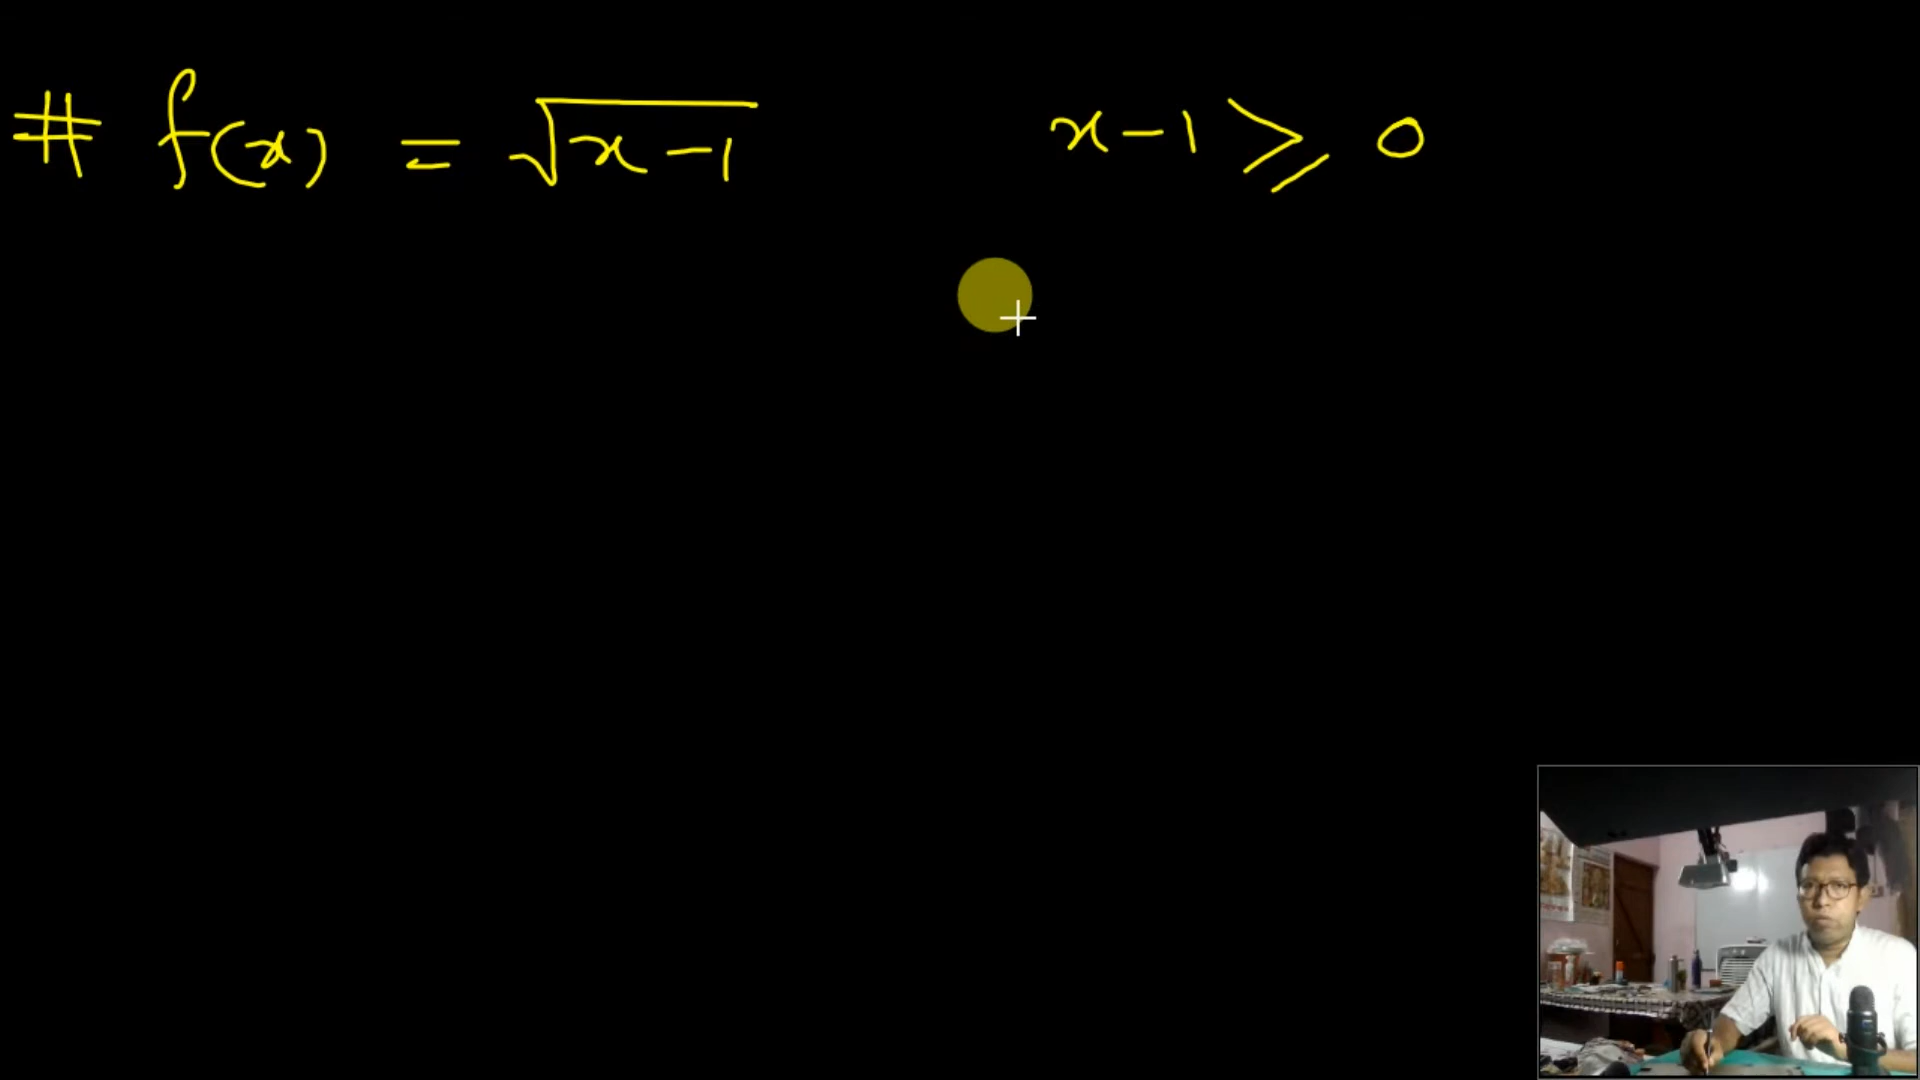 # f(x) = √(x-1) x-1 ⩾ 0